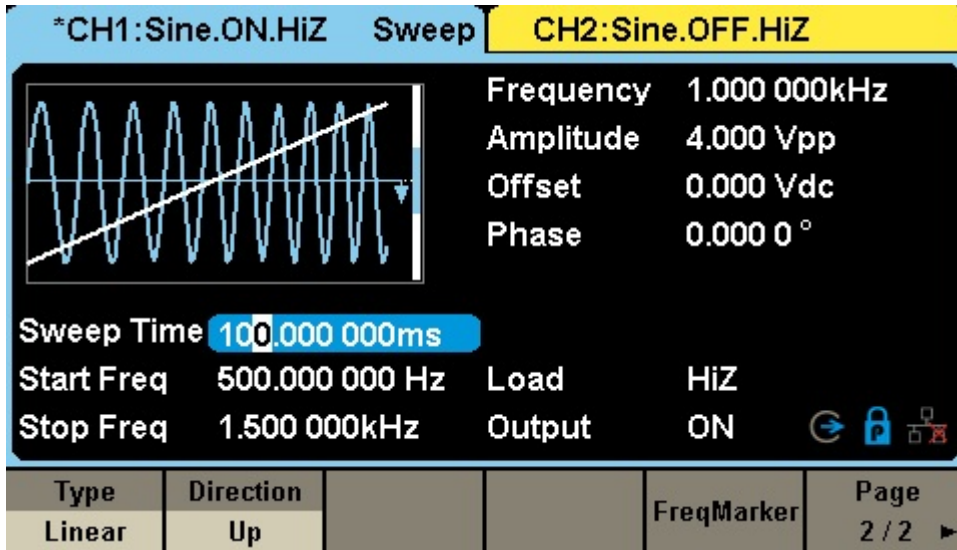 *CH1:Sine.ON.HiZ Sweep CH2:Sine.OFF.HiZ
Frequency 1.000 000kHz
Amplitude 4.000 Vpp
Offset 0.000 Vdc
Phase 0.000 0 °
Sweep Time 100.000 000ms
Start Freq 500.000 000 Hz Load HiZ
Stop Freq 1.500 000kHz Output ON P
Type Direction FreqMarker Page
Linear Up 2 / 2